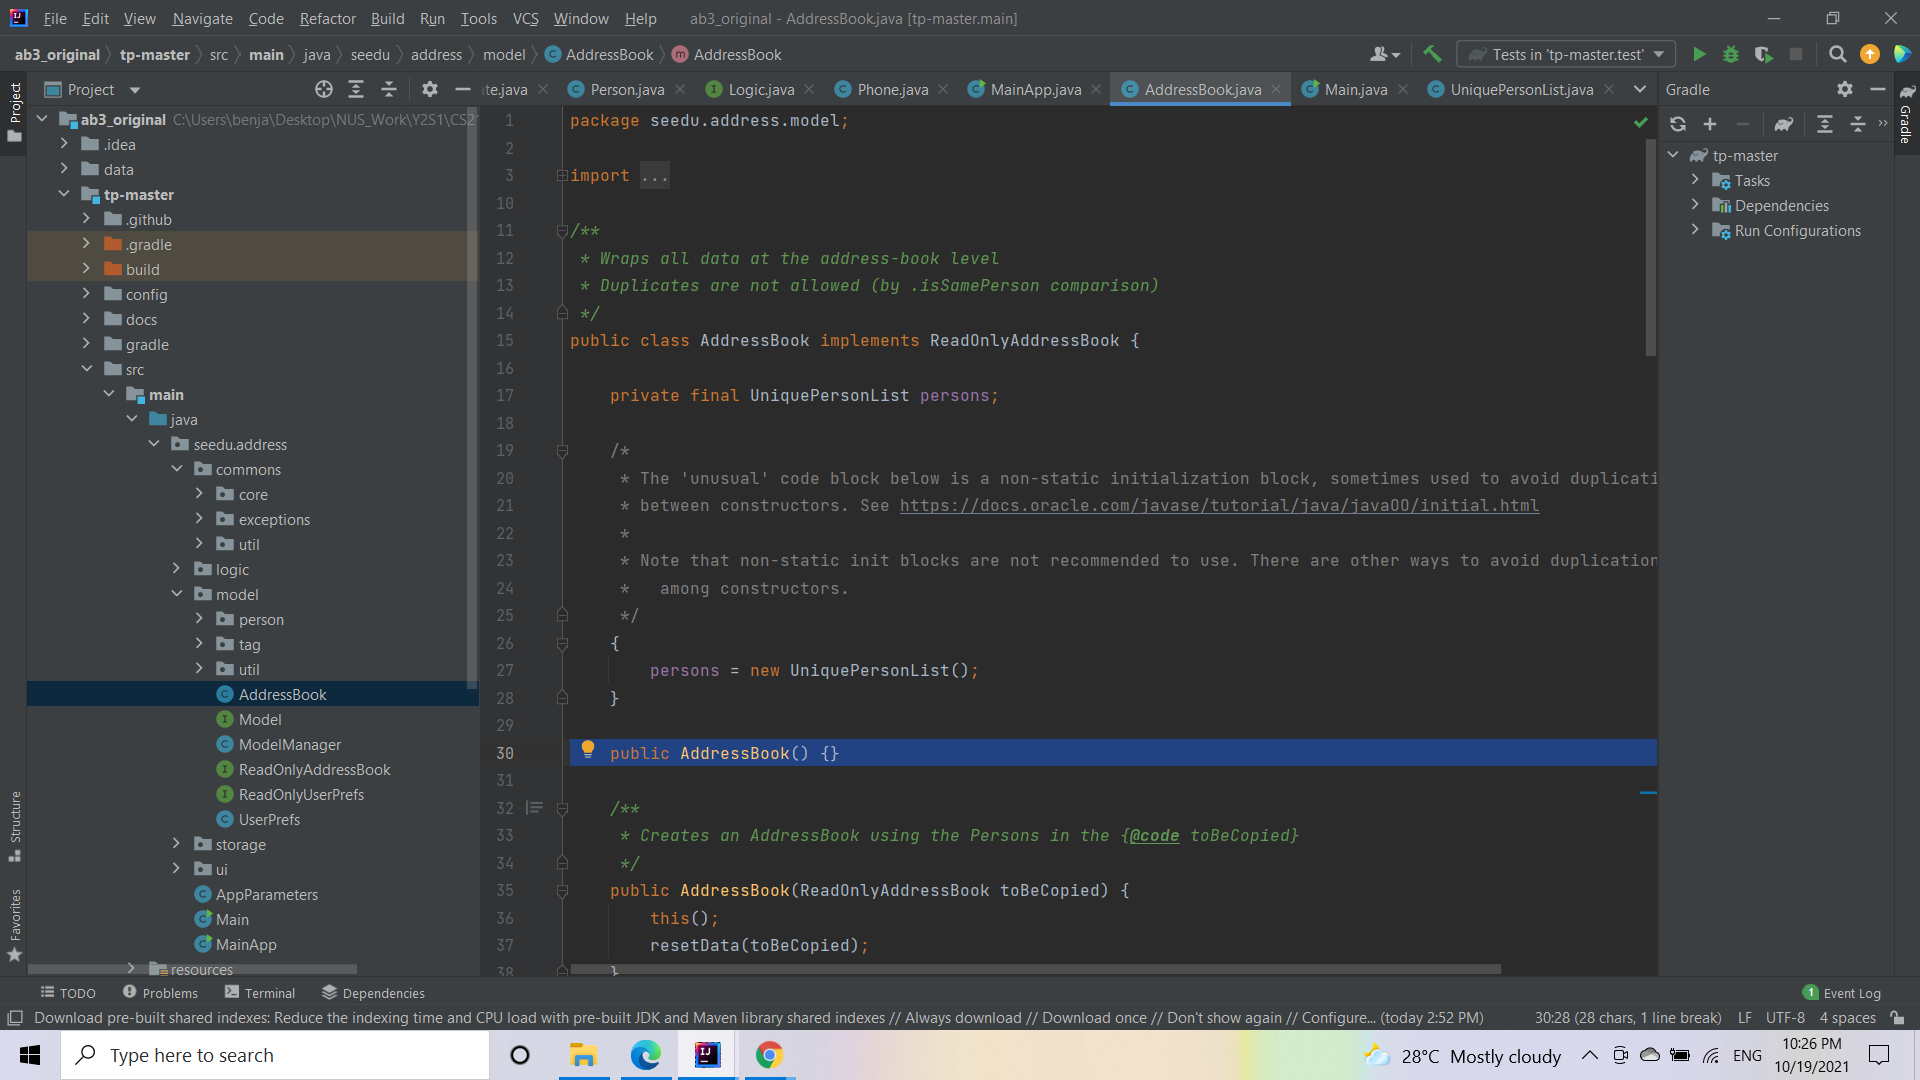 File Edit View Navigate Code Refactor Build Run Tools VCS Window Help ab3_original - AddressBook.java [tp-master.main]
ab3_original tp-master src main java seedu address model AddressBook AddressBook Tests in 'tp-master.test'
Project te.java Person.java Logic.java Phone.java MainApp.java AddressBook.java Main.java UniquePersonList.java Gradle
Project
Structure
Favorites
Gradle
ab3_original C:\Users\benja\Desktop\NUS_Work\Y2S1\CS2
.idea
data
tp-master
.github
.gradle
build
config
docs
gradle
src
main
java
seedu.address
commons
core
exceptions
util
logic
model
person
tag
util
AddressBook
Model
ModelManager
ReadOnlyAddressBook
ReadOnlyUserPrefs
UserPrefs
storage
ui
AppParameters
Main
MainApp
resources
1 package seedu.address.model;
2
3 import ...
10
11 /**
12 * Wraps all data at the address-book level
13 * Duplicates are not allowed (by .isSamePerson comparison)
14 */
15 public class AddressBook implements ReadOnlyAddressBook {
16
17 private final UniquePersonList persons;
18
19 /*
20 * The 'unusual' code block below is a non-static initialization block, sometimes used to avoid duplicati
21 * between constructors. See https://docs.oracle.com/javase/tutorial/java/javaOO/initial.html
22 *
23 * Note that non-static init blocks are not recommended to use. There are other ways to avoid duplication
24 * among constructors.
25 */
26 {
27 persons = new UniquePersonList();
28 }
29
30 public AddressBook() {}
31
32 /**
33 * Creates an AddressBook using the Persons in the {@code toBeCopied}
34 */
35 public AddressBook(ReadOnlyAddressBook toBeCopied) {
36 this();
37 resetData(toBeCopied);
38 }
tp-master
Tasks
Dependencies
Run Configurations
TODO Problems Terminal Dependencies 1 Event Log
Download pre-built shared indexes: Reduce the indexing time and CPU load with pre-built JDK and Maven library shared indexes // Always download // Download once // Don't show again // Configure... (today 2:52 PM) 30:28 (28 chars, 1 line break) LF UTF-8 4 spaces
Type here to search 28°C Mostly cloudy ENG 10:26 PM
10/19/2021